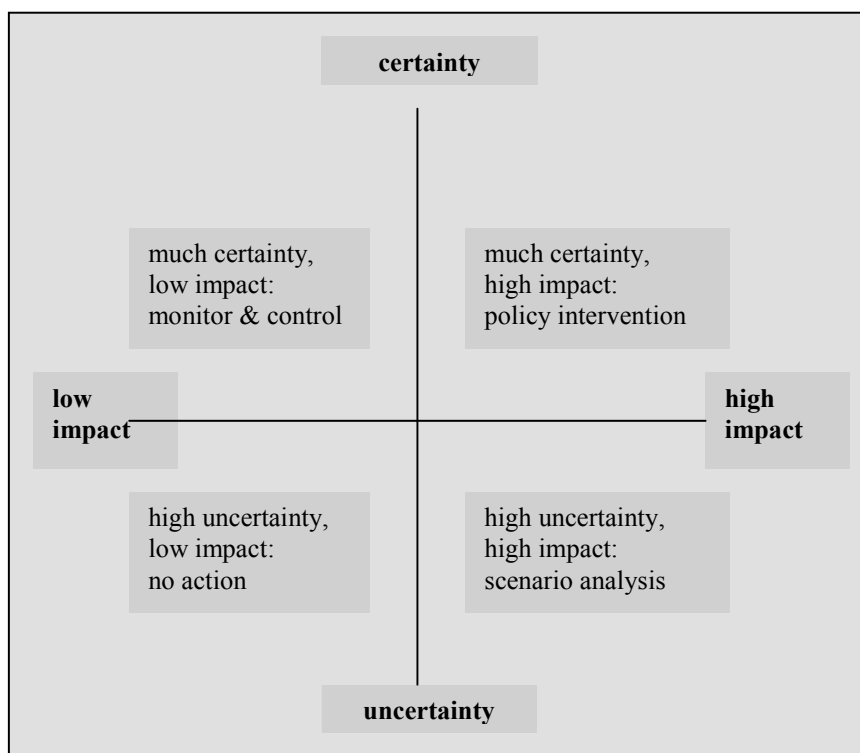 certainty
much certainty,
low impact:
monitor & control
much certainty,
high impact:
policy intervention
low
impact
high
impact
high uncertainty,
low impact:
no action
high uncertainty,
high impact:
scenario analysis
uncertainty